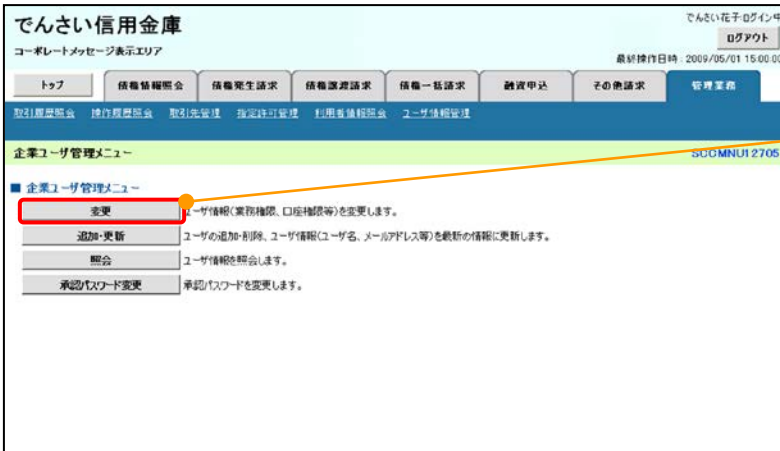 でんさい信用金庫
コーポレートメッセージ表示エリア
でんさい花子:ログイン中
ログアウト
最終操作日時:2009/05/01 15:00:00
トップ 債権情報照会 債権発生請求 債権譲渡請求 債権一括請求 融資申込 その他請求 管理業務
取引履歴照会 操作履歴照会 取引先管理 指定許可管理 利用者情報照会 ユーザ情報管理
企業ユーザ管理メニュー SCCMNU12705
■ 企業ユーザ管理メニュー
変更 ユーザ情報(業務権限、口座権限等)を変更します。
追加・更新 ユーザの追加・削除、ユーザ情報(ユーザ名、メールアドレス等)を最新の情報に更新します。
照会 ユーザ情報を照会します。
承認パスワード変更 承認パスワードを変更します。